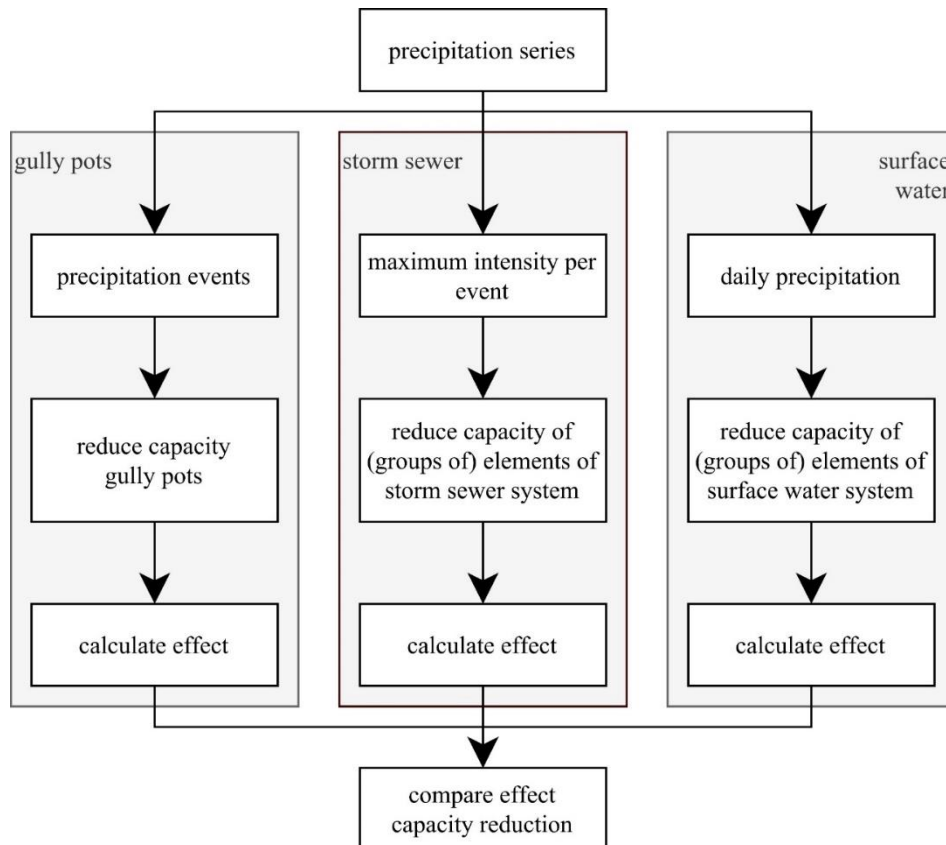 precipitation series
gully pots
storm sewer
surface
water
precipitation events
maximum intensity per
event
daily precipitation
reduce capacity
gully pots
reduce capacity of
(groups of) elements of
storm sewer system
reduce capacity of
(groups of) elements of
surface water system
calculate effect
calculate effect
calculate effect
compare effect
capacity reduction